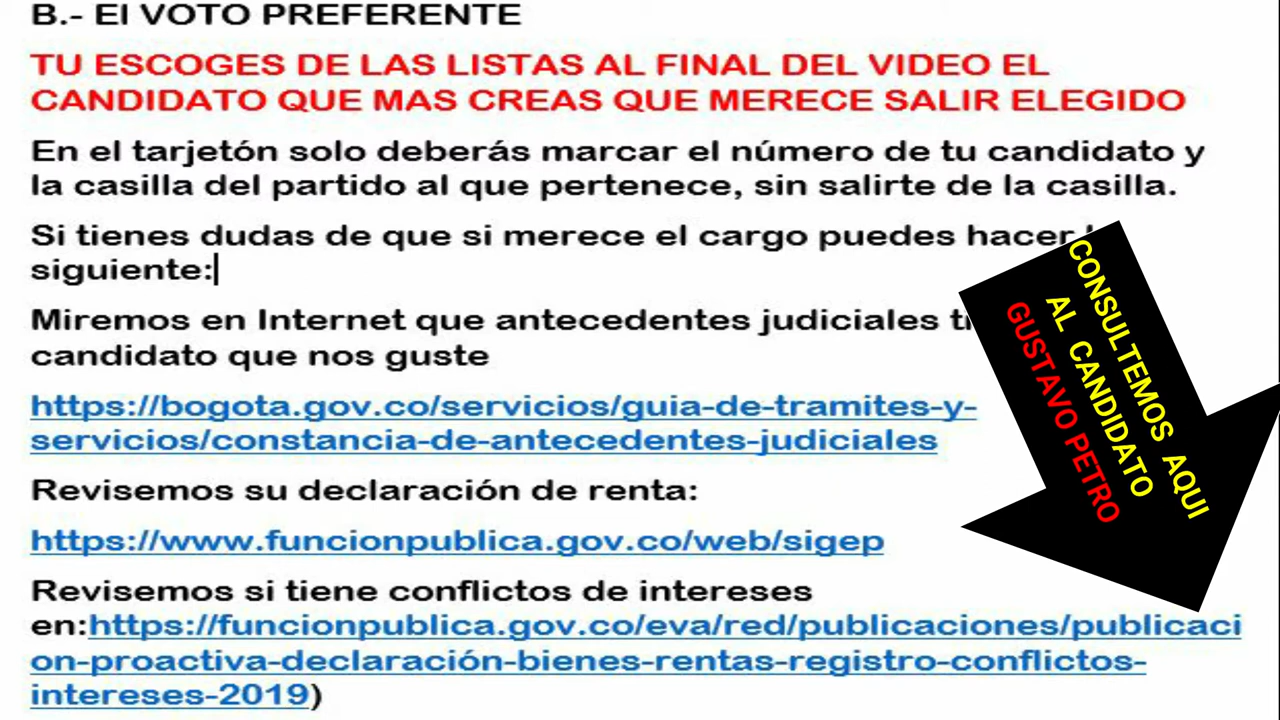 B.- El VOTO PREFERENTE
TU ESCOGES DE LAS LISTAS AL FINAL DEL VIDEO EL
CANDIDATO QUE MAS CREAS QUE MERECE SALIR ELEGIDO
En el tarjetón solo deberás marcar el número de tu candidato y
la casilla del partido al que pertenece, sin salirte de la casilla.
Si tienes dudas de que si merece el cargo puedes hacer
siguiente:
Miremos en Internet que antecedentes judiciales
candidato que nos guste
https://bogota.gov.co/servicios/guia-de-tramites-y-
servicios/constancia-de-antecedentes-judiciales
Revisemos su declaración de renta:
https://www.funcionpublica.gov.co/web/sigep
Revisemos si tiene conflictos de intereses
en:https://funcionpublica.gov.co/eva/red/publicaciones/publicaci
on-proactiva-declaración-bienes-rentas-registro-conflictos-
intereses-2019)
CONSULTEMOS AQUI
AL CANDIDATO
GUSTAVO PETRO